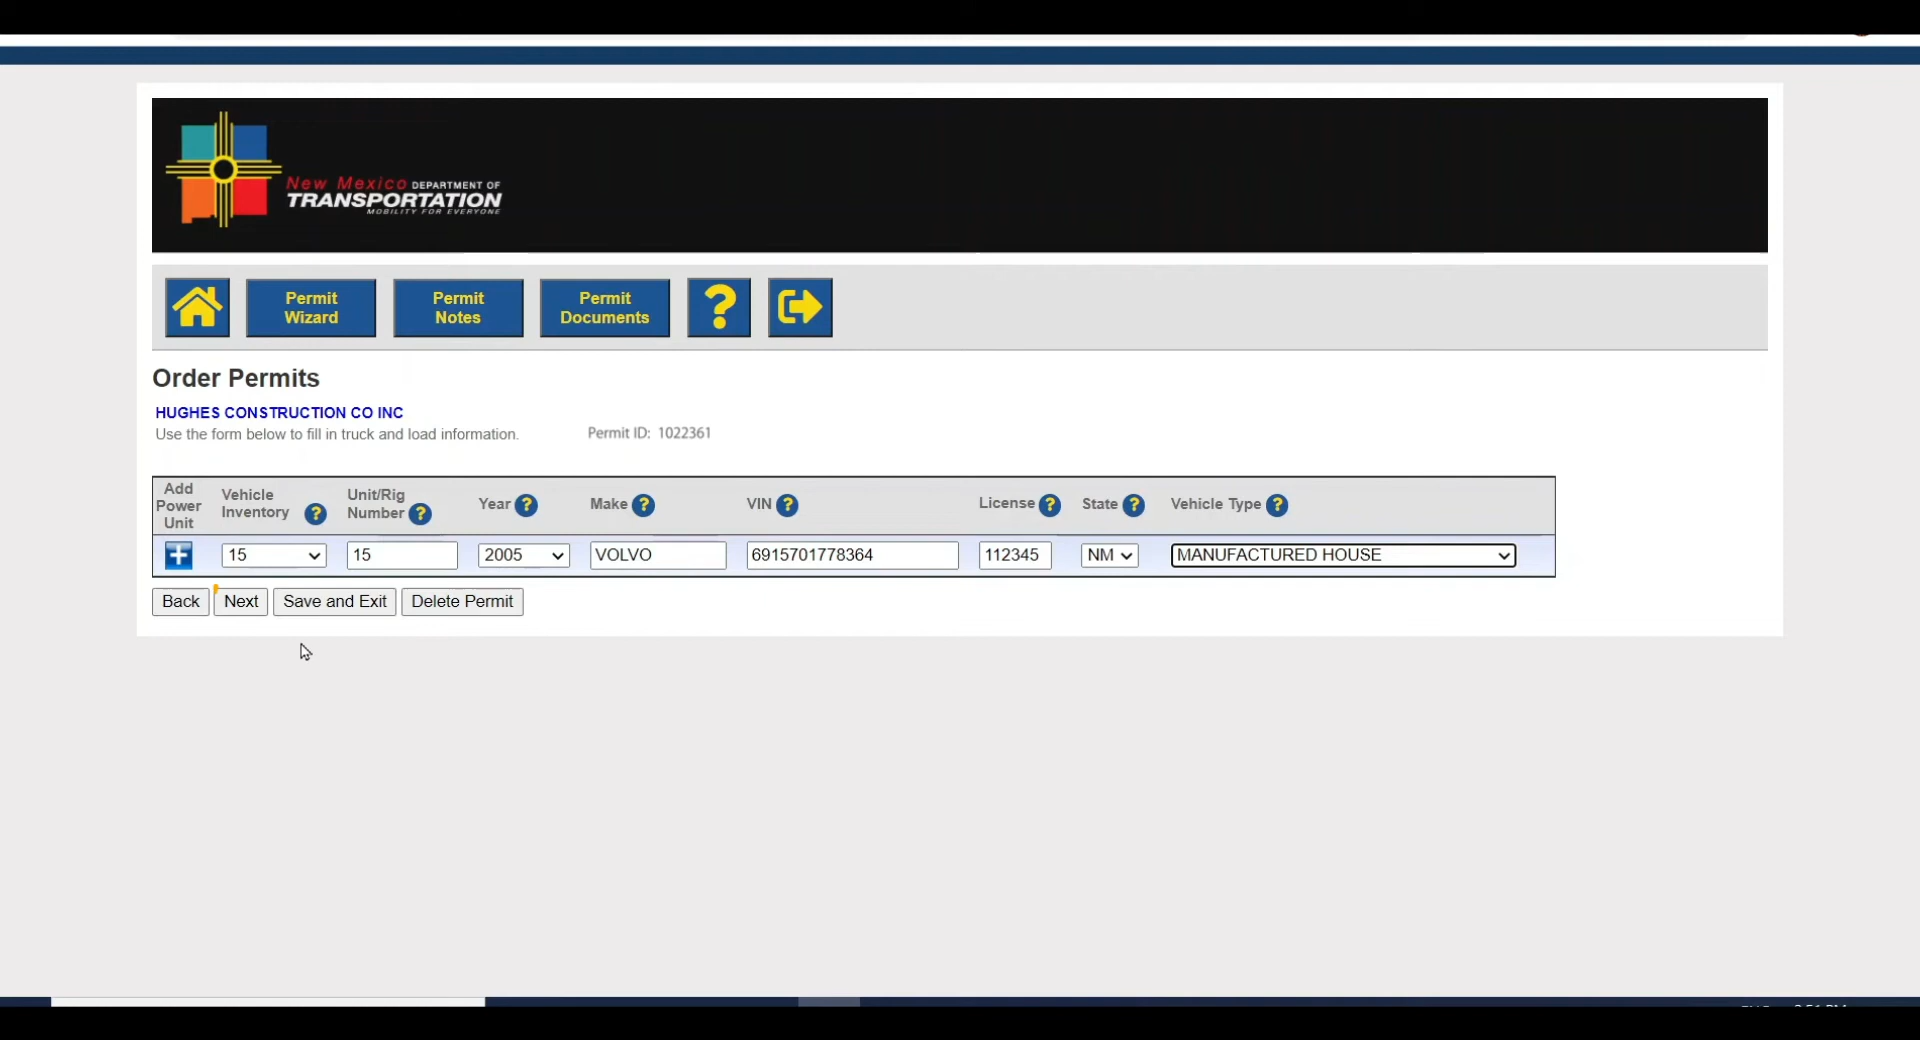 New Mexico DEPARTMENT OF
TRANSPORTATION
MOBILITY FOR EVERYONE
Permit
Wizard
Permit
Notes
Permit
Documents
?
Order Permits
HUGHES CONSTRUCTION CO INC
Use the form below to fill in truck and load information.
Permit ID: 1022361
Add
Power
Unit
Vehicle
Inventory ?
Unit/Rig
Number ?
Year ?
Make ?
VIN ?
License ?
State ?
Vehicle Type ?
15
15
2005
VOLVO
6915701778364
112345
NM
MANUFACTURED HOUSE
Back
Next
Save and Exit
Delete Permit